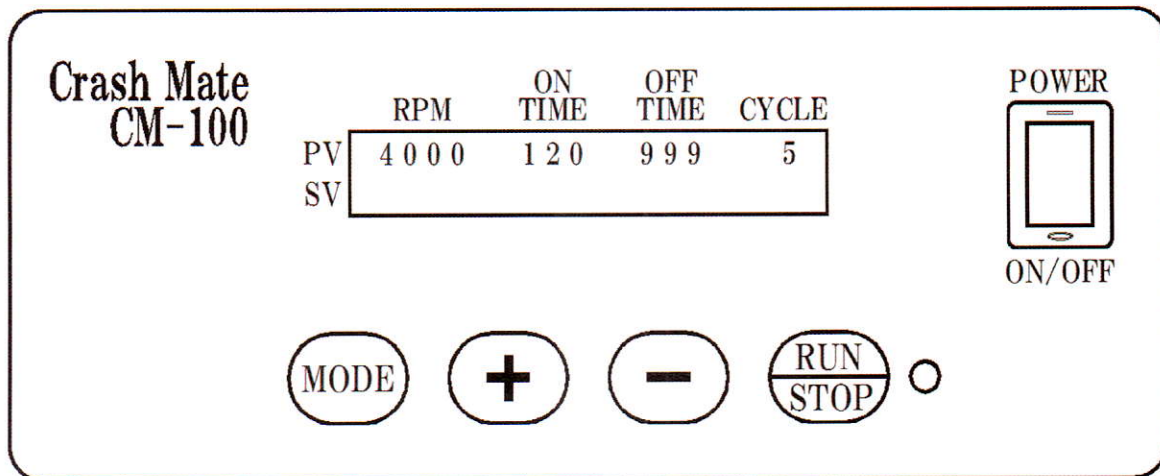 Crash Mate
CM-100
RPM ON TIME OFF TIME CYCLE
PV 4000 120 999 5
SV
POWER
ON/OFF
MODE + − RUN STOP